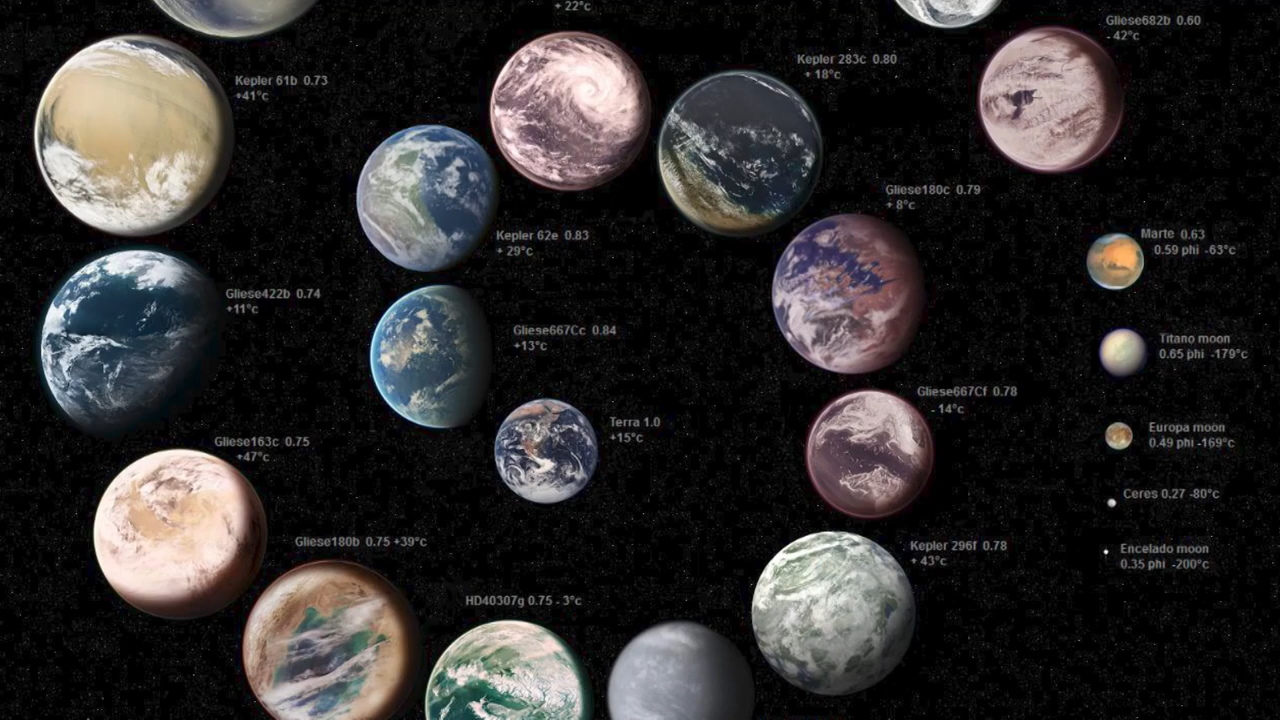 + 22°c
Gliese682b 0.60
- 42°c
Kepler 283c 0.80
+ 18°c
Kepler 61b 0.73
+41°c
Gliese180c 0.79
+ 8°c
Kepler 62e 0.83
+ 29°c
Marte 0.63
0.59 phi -63°c
Gliese422b 0.74
+11°c
Gliese667Cc 0.84
+13°c
Titano moon
0.65 phi -179°c
Gliese667Cf 0.78
- 14°c
Terra 1.0
+15°c
Europa moon
0.49 phi -169°c
Gliese163c 0.75
+47°c
Ceres 0.27 -80°c
Gliese180b 0.75 +39°c
Kepler 296f 0.78
+ 43°c
Encelado moon
0.35 phi -200°c
HD40307g 0.75 - 3°c